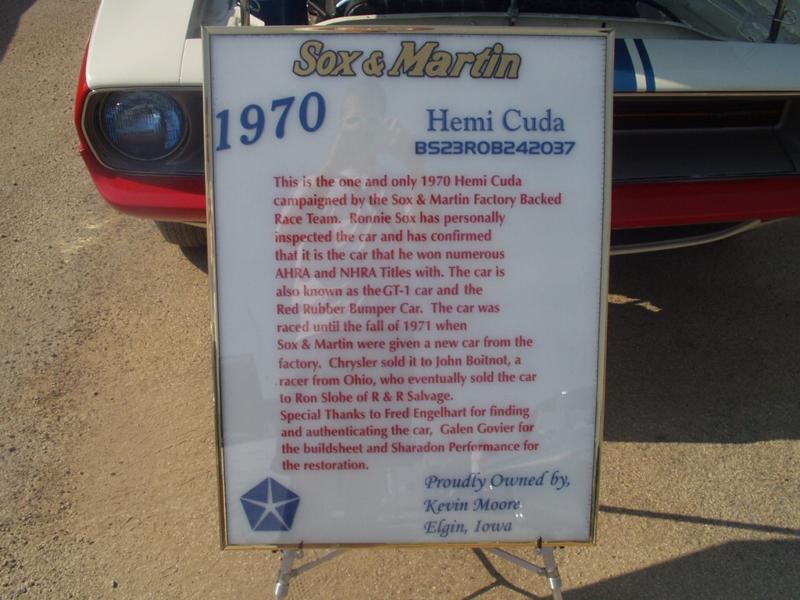 Sox & Martin
1970
Hemi Cuda
BS23R0B242037
This is the one and only 1970 Hemi Cuda
campaigned by the Sox & Martin Factory Backed
Race Team. Ronnie Sox has personally
inspected the car and has confirmed
that it is the car that he won numerous
AHRA and NHRA Titles with. The car is
also known as the GT-1 car and the
Red Rubber Bumper Car. The car was
raced until the fall of 1971 when
Sox & Martin were given a new car from the
factory. Chrysler sold it to John Boitnot, a
racer from Ohio, who eventually sold the car
to Ron Slobe of R & R Salvage.
Special Thanks to Fred Engelhart for finding
and authenticating the car, Galen Govier for
the buildsheet and Sharadon Performance for
the restoration.
Proudly Owned by,
Kevin Moore
Elgin, Iowa